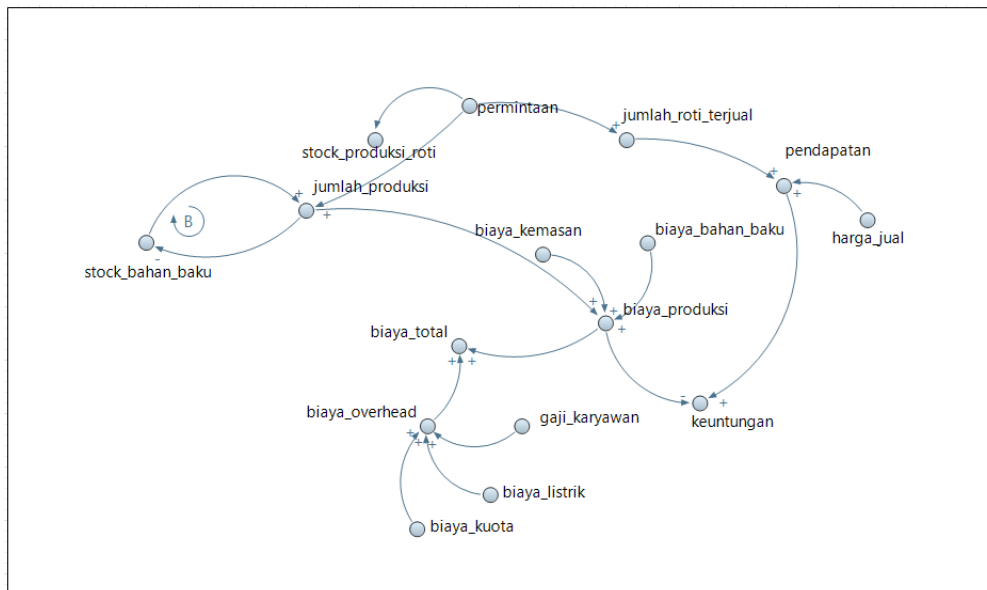 permintaan
jumlah_roti_terjual
stock_produksi_roti
pendapatan
jumlah_produksi
+
+
+
+
+
+
B
harga_jual
biaya_kemasan
biaya_bahan_baku
-
stock_bahan_baku
+
+
biaya_produksi
+
biaya_total
+
+
-
+
biaya_overhead
gaji_karyawan
keuntungan
+
+
+
biaya_listrik
biaya_kuota